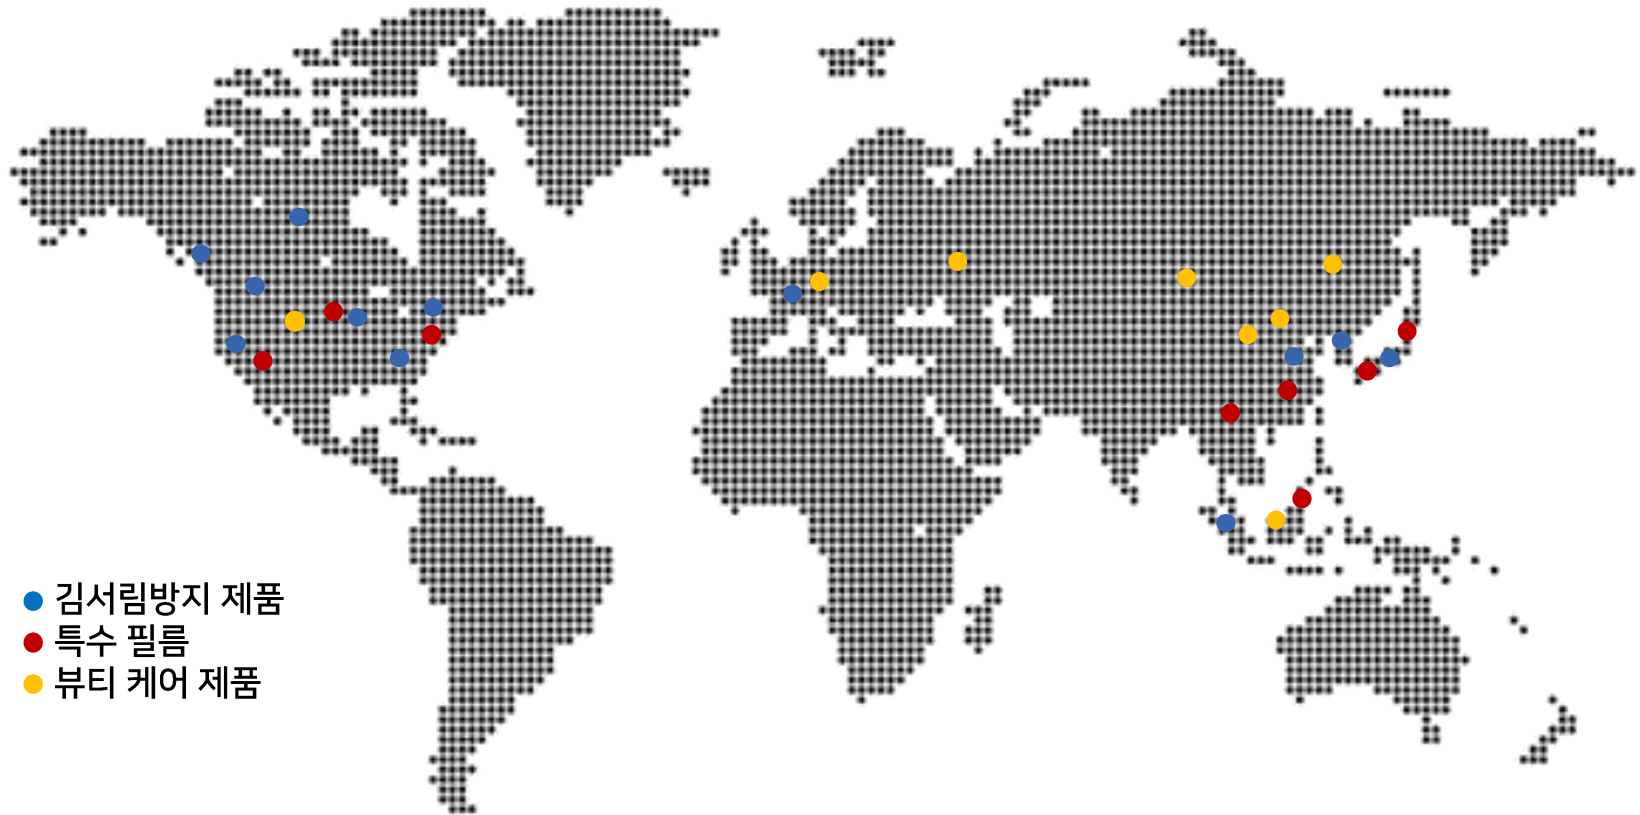 김서림방지 제품
특수 필름
뷰티 케어 제품